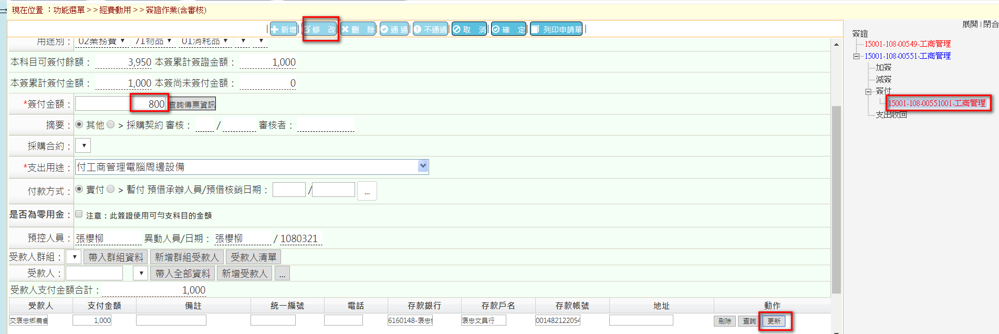 現在位置 ：功能選單>>經費動用>>簽證作業(含審核)
新增 修 改 刪 除 通 過 不通過 取 消 確 定 列印申請單
展開 | 閉合
用途別： 02業務費 71物品 01消耗品
本科目可簽付餘額： 3,950 本簽累計簽證金額： 1,000
本簽累計簽付金額： 1,000 本簽尚未簽付金額： 0
*簽付金額： 800 查詢傳票資訊
摘要： 其他 > 採購契約 審核： / 審核者：
採購合約：
*支出用途： 付工商管理電腦周邊設備
付款方式： 實付 > 暫付 預借承辦人員/預借核銷日期： / ...
是否為零用金： 注意：此簽證使用可勻支科目的金額
預控人員： 張櫻柳 異動人員/日期： 張櫻柳 / 1080321
受款人群組： 帶入群組資料 新增群組受款人 受款人清單
受款人： 帶入全部資料 新增受款人 ...
受款人支付金額合計： 1,000
受款人 支付金額 備註 統一編號 電話 存款銀行 存款戶名 存款帳號 地址 動作
交褒忠鄉農會 1,000 6160148-褒忠 褒忠文具行 001482122054 刪除 查詢 更新
簽證
15001-108-00549-工商管理
15001-108-00551-工商管理
加簽
減簽
簽付
15001-108-00551001-工商管理
支出收回